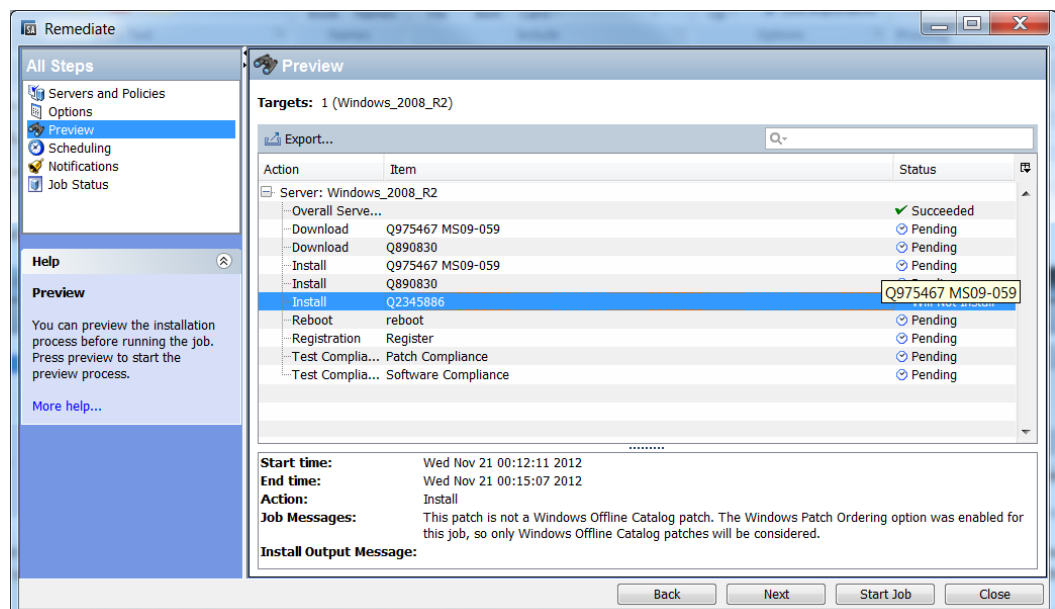 Remediate
All Steps
Servers and Policies
Options
Preview
Scheduling
Notifications
Job Status
Help
Preview
You can preview the installation
process before running the job.
Press preview to start the
preview process.
More help...
Preview
Targets: 1 (Windows_2008_R2)
Export...
Action Item Status
Server: Windows_2008_R2
Overall Serve... Succeeded
Download Q975467 MS09-059 Pending
Download Q890830 Pending
Install Q975467 MS09-059 Pending
Install Q890830
Q975467 MS09-059
Install Q2345886 Will Not Install
Reboot reboot Pending
Registration Register Pending
Test Complia... Patch Compliance Pending
Test Complia... Software Compliance Pending
Start time: Wed Nov 21 00:12:11 2012
End time: Wed Nov 21 00:15:07 2012
Action: Install
Job Messages: This patch is not a Windows Offline Catalog patch. The Windows Patch Ordering option was enabled for
this job, so only Windows Offline Catalog patches will be considered.
Install Output Message:
Back Next Start Job Close